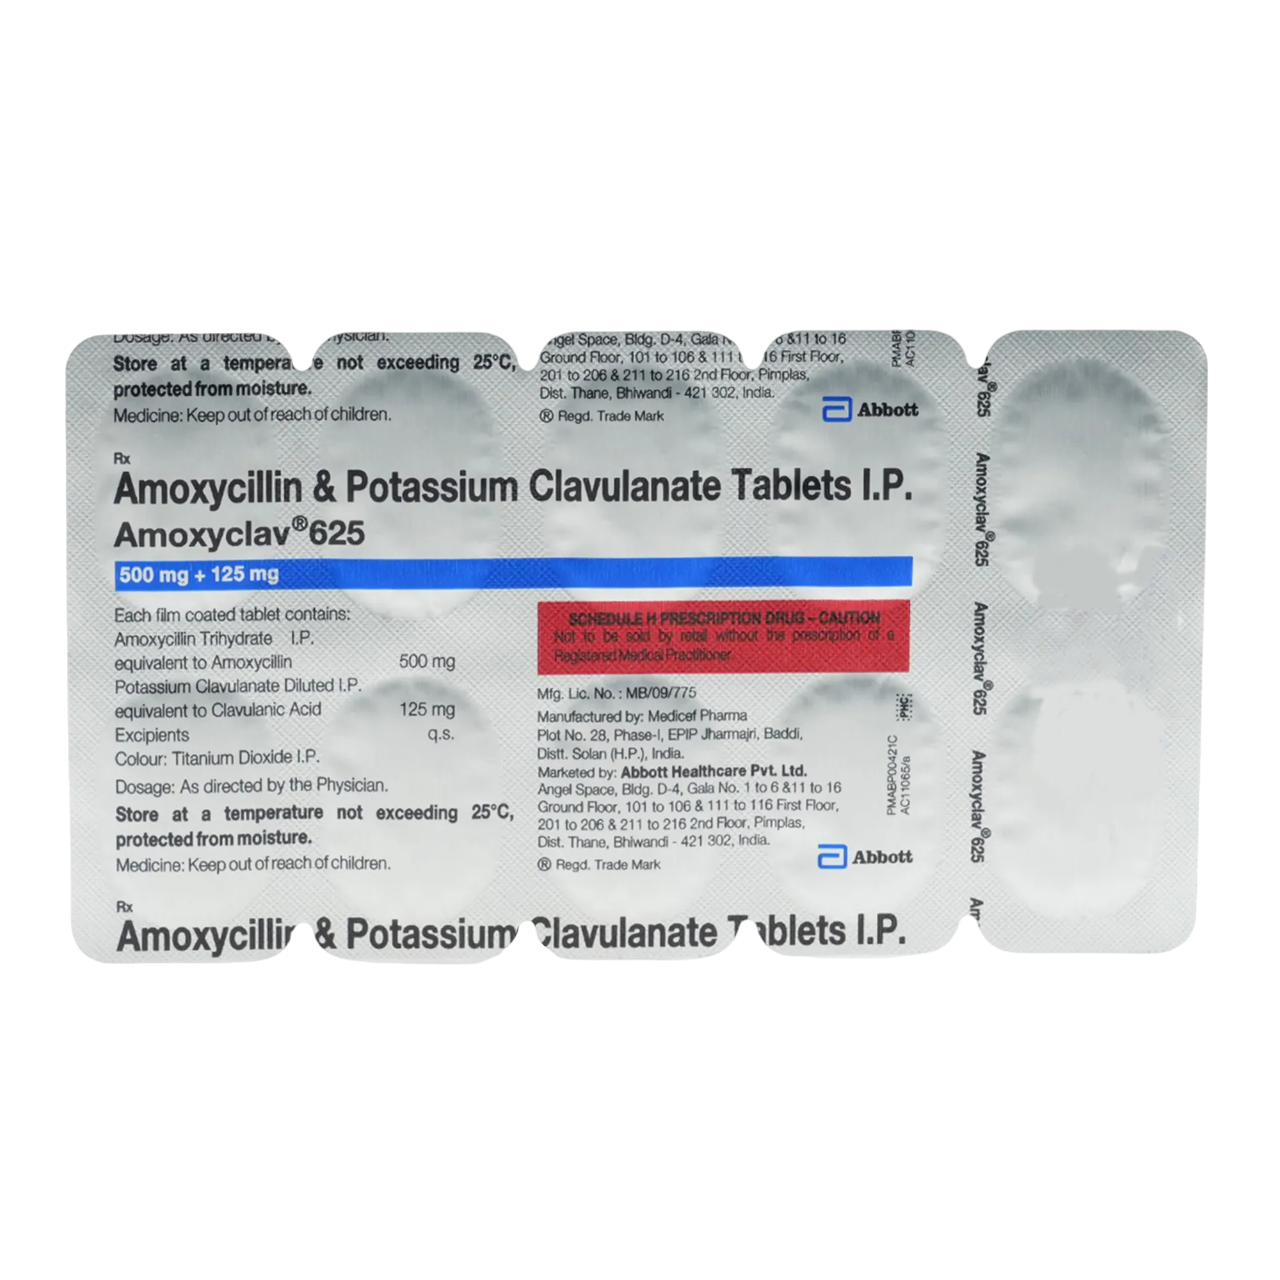 Store at a tempera e not exceeding 25°C,
protected from moisture.
Medicine: Keep out of reach of children.
Space, Bldg. D-4, Gala &11 to 16
Ground Floor, 101 to 106 & 111 16 First Floor,
201 to 206 & 211 to 216 2nd Floor, Pimplas,
Dist. Thane, Bhiwandi - 421 302, India.
® Regd. Trade Mark
Abbott
Rx
Amoxycillin & Potassium Clavulanate Tablets I.P.
Amoxyclav®625
500 mg + 125 mg
Each film coated tablet contains:
Amoxycillin Trihydrate I.P.
equivalent to Amoxycillin 500 mg
Potassium Clavulanate Diluted I.P.
equivalent to Clavulanic Acid 125 mg
Excipients q.s.
Colour: Titanium Dioxide I.P.
Dosage: As directed by the Physician.
Store at a temperature not exceeding 25°C,
protected from moisture.
Medicine: Keep out of reach of children.
SCHEDULE H PRESCRIPTION DRUG – CAUTION
Not to be sold by retail without the prescription of a
Registered Medical Practitioner
Mfg. Lic. No. : MB/09/775
Manufactured by: Medicef Pharma
Plot No. 28, Phase-I, EPIP Jharmajri, Baddi,
Distt. Solan (H.P.), India.
Marketed by: Abbott Healthcare Pvt. Ltd.
Angel Space, Bldg. D-4, Gala No. 1 to 6 &11 to 16
Ground Floor, 101 to 106 & 111 to 116 First Floor,
201 to 206 & 211 to 216 2nd Floor, Pimplas,
Dist. Thane, Bhiwandi - 421 302, India.
® Regd. Trade Mark
Abbott
PHC
PMABP00421C
AC11065/a
Rx
Amoxycillin & Potassium Clavulanate Tablets I.P.
lav®625
Amoxyclav®625
Amoxyclav®625
Amoxyclav®625
Am